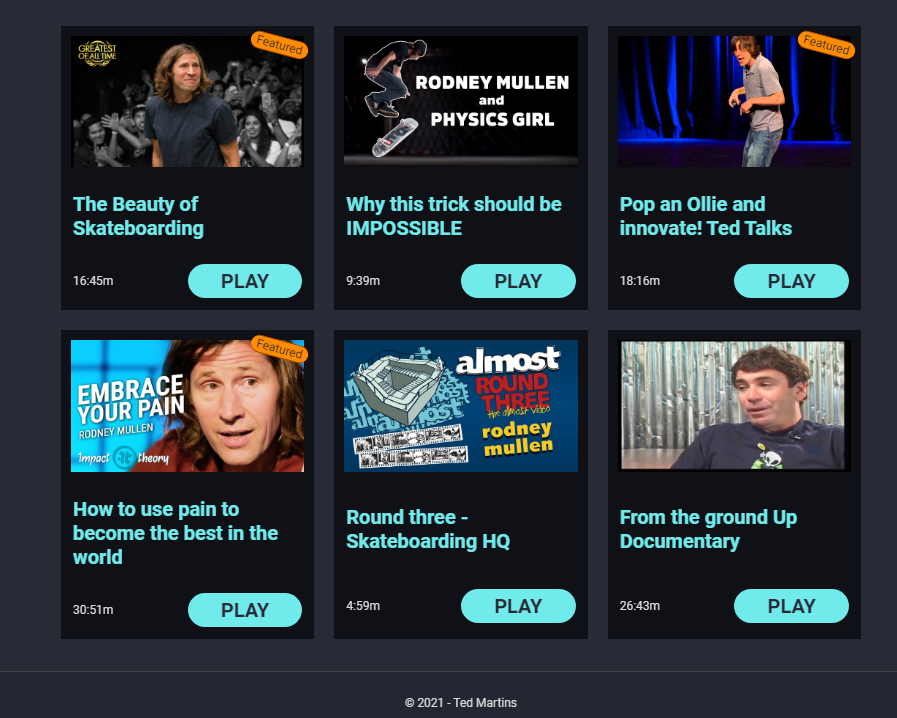 GREATEST
OF ALL TIME
Featured
The Beauty of
Skateboarding
16:45m
PLAY
RODNEY MULLEN
and
PHYSICS GIRL
Why this trick should be
IMPOSSIBLE
9:39m
PLAY
Featured
Pop an Ollie and
innovate! Ted Talks
18:16m
PLAY
Featured
EMBRACE
YOUR PAIN
RODNEY MULLEN
impact theory
How to use pain to
become the best in the
world
30:51m
PLAY
almost
ROUND
THREE
the almost video
rodney
mullen
almost
almost
Round three -
Skateboarding HQ
4:59m
PLAY
From the ground Up
Documentary
26:43m
PLAY
© 2021 - Ted Martins